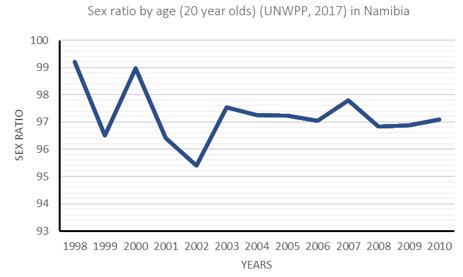 Sex ratio by age (20 year olds) (UNWPP, 2017) in Namibia
100
99
98
97
96
95
94
93
SEX RATIO
1998 1999 2000 2001 2002 2003 2004 2005 2006 2007 2008 2009 2010
YEARS